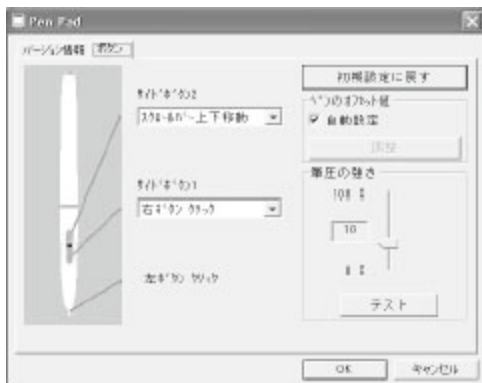 Pen Pad
バージョン情報
ボタン
初期設定に戻す
サイドボタン2
スクロールバー上下移動
ペンのオフセット値
自動設定
調整
サイドボタン1
右ボタン クリック
筆圧の強さ
100 %
10
0 %
左ボタン クリック
テスト
OK
キャンセル